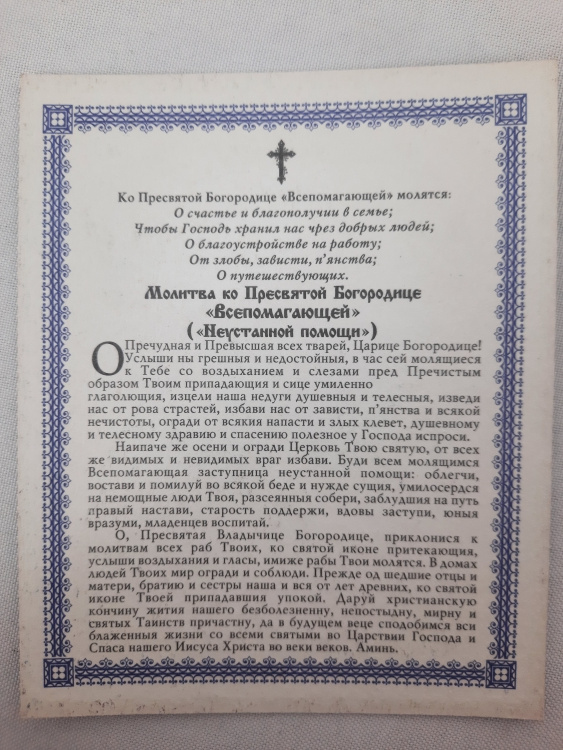 Ко Пресвятой Богородице «Всепомагающей» молятся:
О счастье и благополучии в семье;
Чтобы Господь хранил нас чрез добрых людей;
О благоустройстве на работу;
От злобы, зависти, п'янства;
О путешествующих.
Молитва ко Пресвятой Богородице
«Всепомагающей»
(«Неустанной помощи»)
О Пречудная и Превысшая всех тварей, Царице Богородице!
Услыши ны грешныя и недостойныя, в час сей молящиеся
к Тебе со воздыханием и слезами пред Пречистым
образом Твоим припадающия и сице умиленно
глаголющия, изцели наша недуги душевныя и телесныя, изведи
нас от рова страстей, избави нас от зависти, п'янства и всякой
нечистоты, огради от всякия напасти и злых клевет, душевному
и телесному здравию и спасению полезное у Господа испроси.
Наипаче же осени и огради Церковь Твою святую, от всех
же видимых и невидимых враг избави. Буди всем молящимся
Всепомагающая заступница неустанной помощи: облегчи,
востави и помилуй во всякой беде и нужде сущия, умилосердся
на немощные люди Твоя, разсеянныя собери, заблудшия на путь
правый настави, старость поддержи, вдовы заступи, юныя
вразуми, младенцев воспитай.
О, Пресвятая Владычице Богородице, приклонися к
молитвам всех раб Твоих, ко святой иконе притекающия,
услыши воздыхания и гласы, имиже рабы Твои молятся. В домах
людей Твоих мир огради и соблюди. Прежде од шедшие отцы и
матери, братию и сестры наша и вся от лет древних, ко святой
иконе Твоей припадавшия упокой. Даруй христианскую
кончину жития нашего безболезненну, непостыдну, мирну и
святых Таинств причастну, да в будущем веце сподобимся вси
блаженныя жизни со всеми святыми во Царствии Господа и
Спаса нашего Иисуса Христа во веки веков. Аминь.